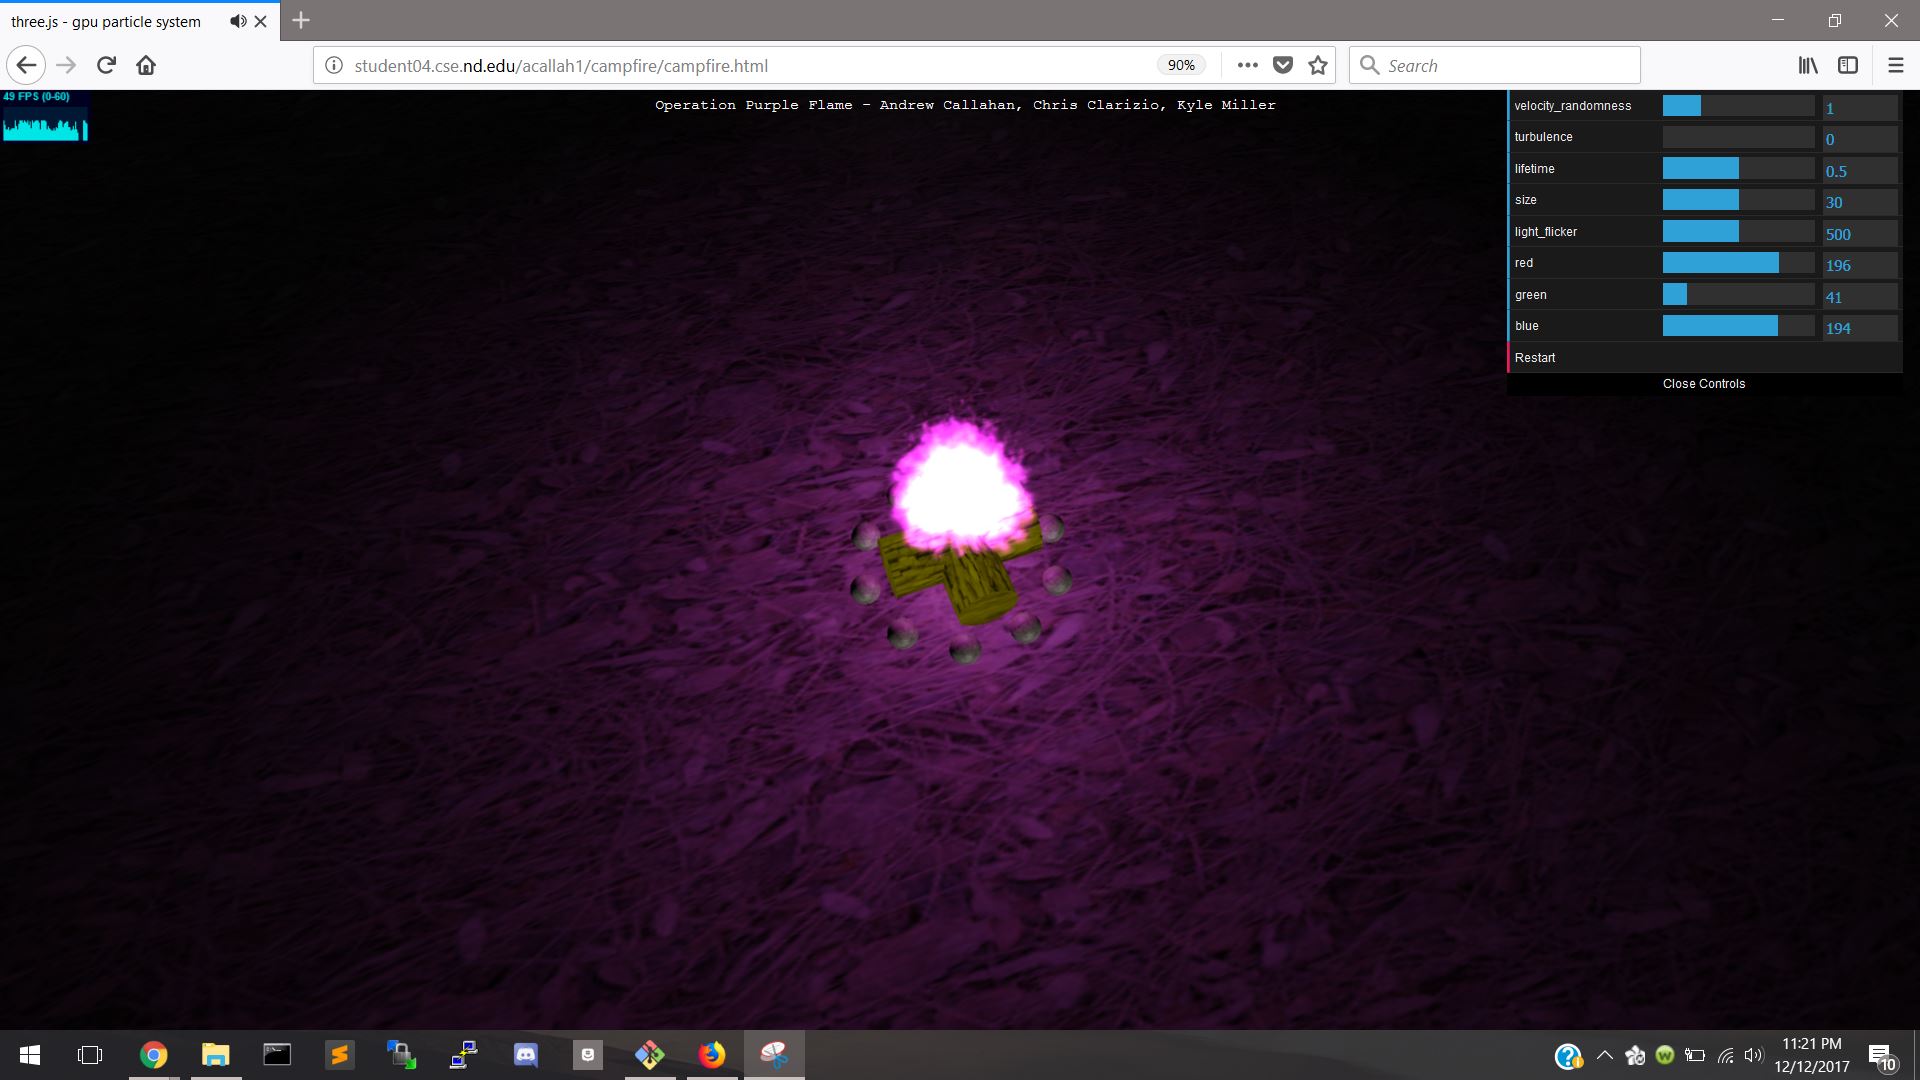 three.js - gpu particle system
student04.cse.nd.edu/acallah1/campfire/campfire.html
90%
Search
49 FPS (0-60)
Operation Purple Flame - Andrew Callahan, Chris Clarizio, Kyle Miller
velocity_randomness 1
turbulence 0
lifetime 0.5
size 30
light_flicker 500
red 196
green 41
blue 194
Restart
Close Controls
11:21 PM
12/12/2017
10